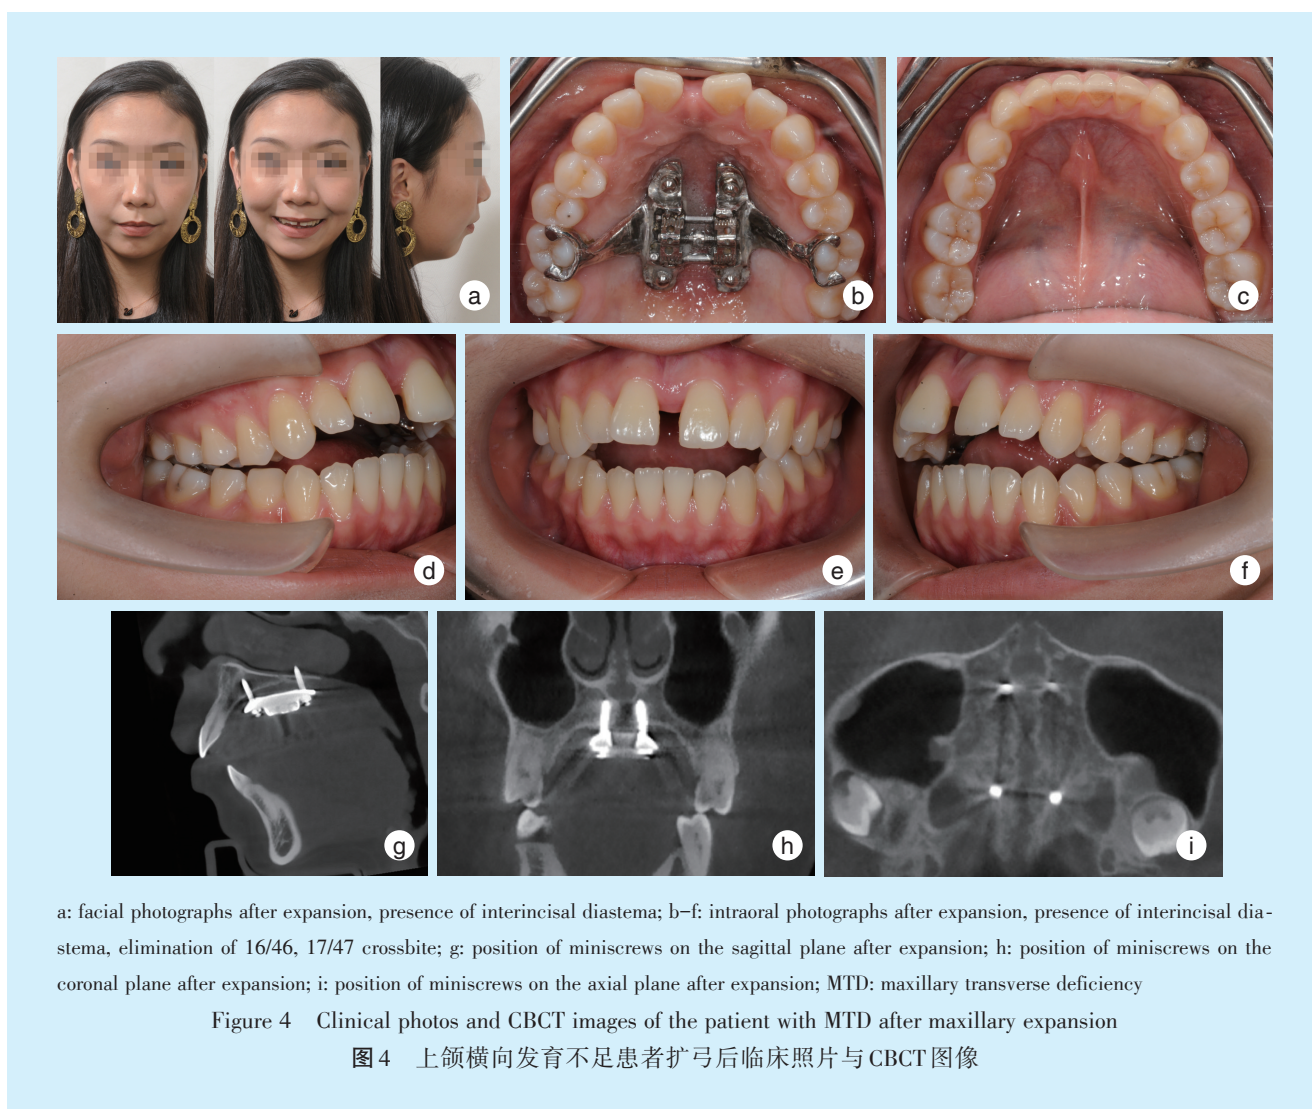 a
b
c
d
e
f
g
h
i
a: facial photographs after expansion, presence of interincisal diastema; b–f: intraoral photographs after expansion, presence of interincisal dia-
stema, elimination of 16/46, 17/47 crossbite; g: position of miniscrews on the sagittal plane after expansion; h: position of miniscrews on the
coronal plane after expansion; i: position of miniscrews on the axial plane after expansion; MTD: maxillary transverse deficiency
Figure 4 Clinical photos and CBCT images of the patient with MTD after maxillary expansion
图4 上颌横向发育不足患者扩弓后临床照片与CBCT图像